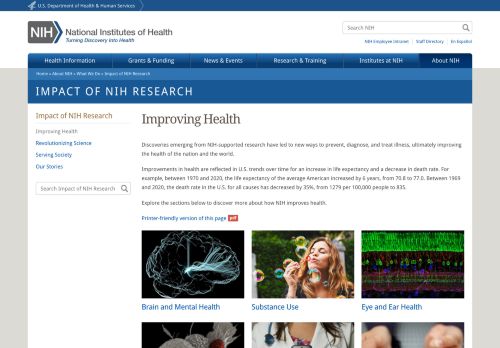 U.S. Department of Health & Human Services
NIH National Institutes of Health
Turning Discovery Into Health
Search NIH
NIH Employee Intranet | Staff Directory | En Español
Health Information Grants & Funding News & Events Research & Training Institutes at NIH About NIH
Home » About NIH » What We Do » Impact of NIH Research
IMPACT OF NIH RESEARCH
Impact of NIH Research
Improving Health
Revolutionizing Science
Serving Society
Our Stories
Search Impact of NIH Research
Improving Health
Discoveries emerging from NIH-supported research have led to new ways to prevent, diagnose, and treat illness, ultimately improving
the health of the nation and the world.
Improvements in health are reflected in U.S. trends over time for an increase in life expectancy and a decrease in death rate. For
example, between 1970 and 2020, the life expectancy of the average American increased by 6 years, from 70.8 to 77.0. Between 1969
and 2020, the death rate in the U.S. for all causes has decreased by 35%, from 1279 per 100,000 people to 835.
Explore the sections below to discover more about how NIH improves health.
Printer-friendly version of this page pdf
Brain and Mental Health
Substance Use
Eye and Ear Health